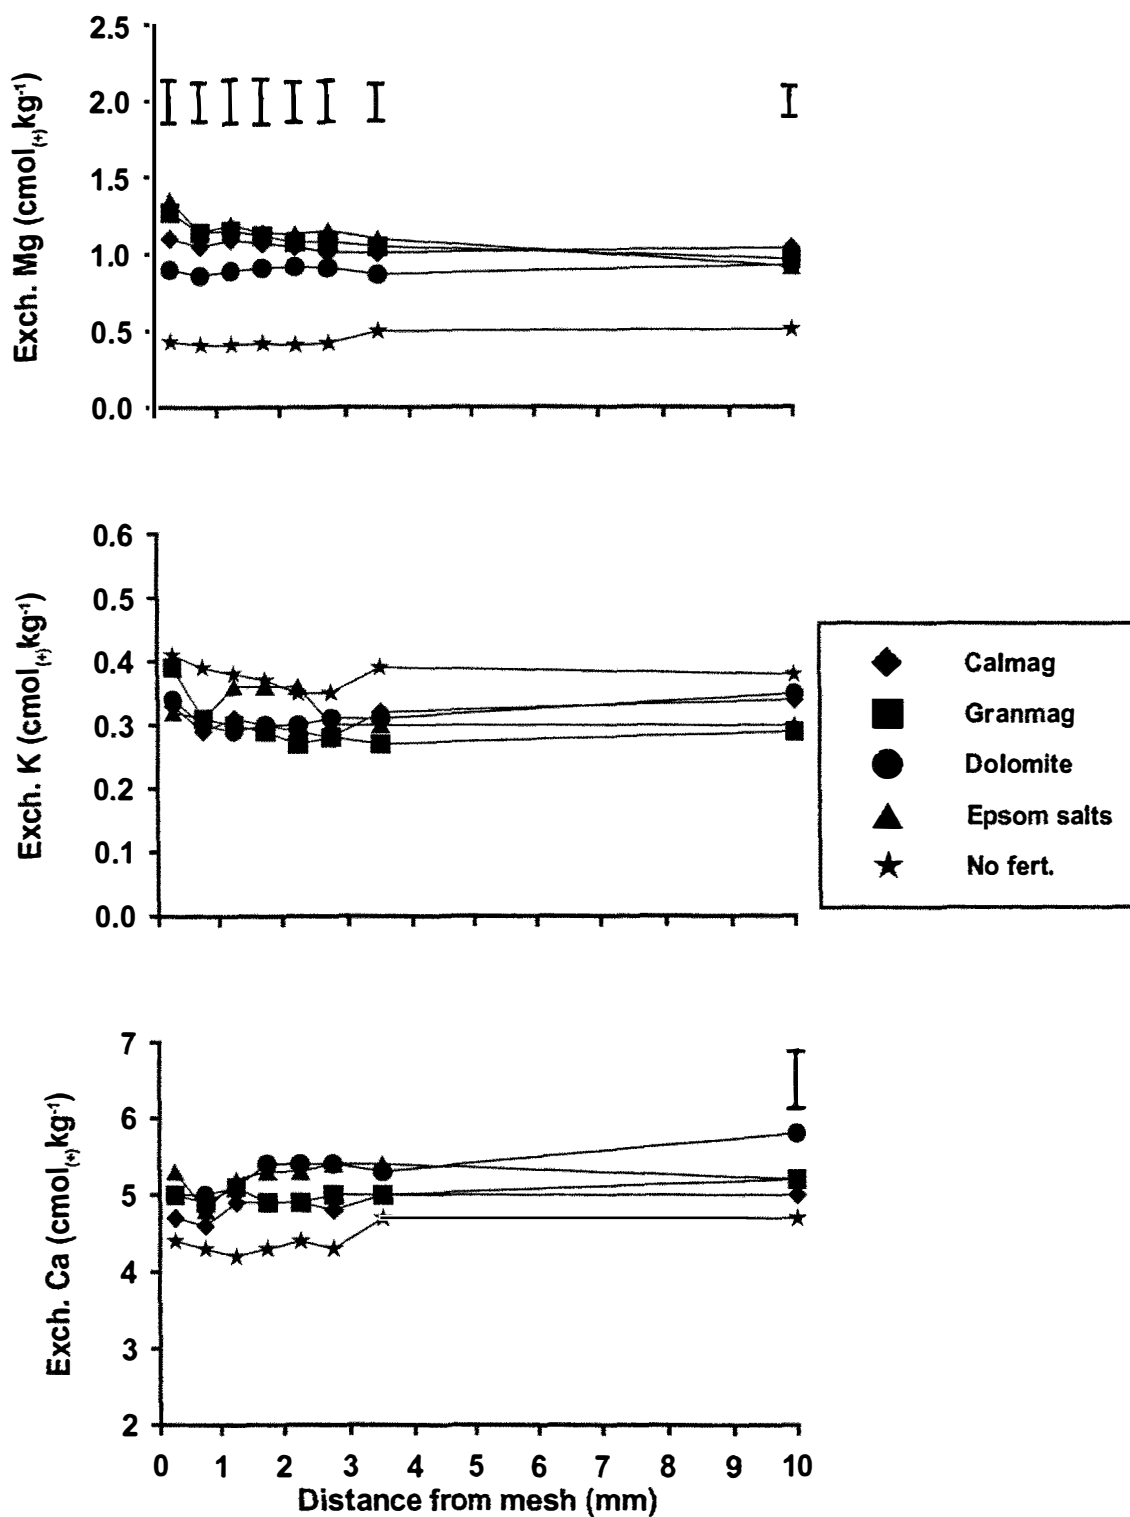 2.5
2.0
1.5
1.0
0.5
0.0
Exch. Mg (cmol(+)kg-1)
0.6
0.5
0.4
0.3
0.2
0.1
0.0
Exch. K (cmol(+)kg-1)
Calmag
Granmag
Dolomite
Epsom salts
No fert.
7
6
5
4
3
2
Exch. Ca (cmol(+)kg-1)
0 1 2 3 4 5 6 7 8 9 10
Distance from mesh (mm)